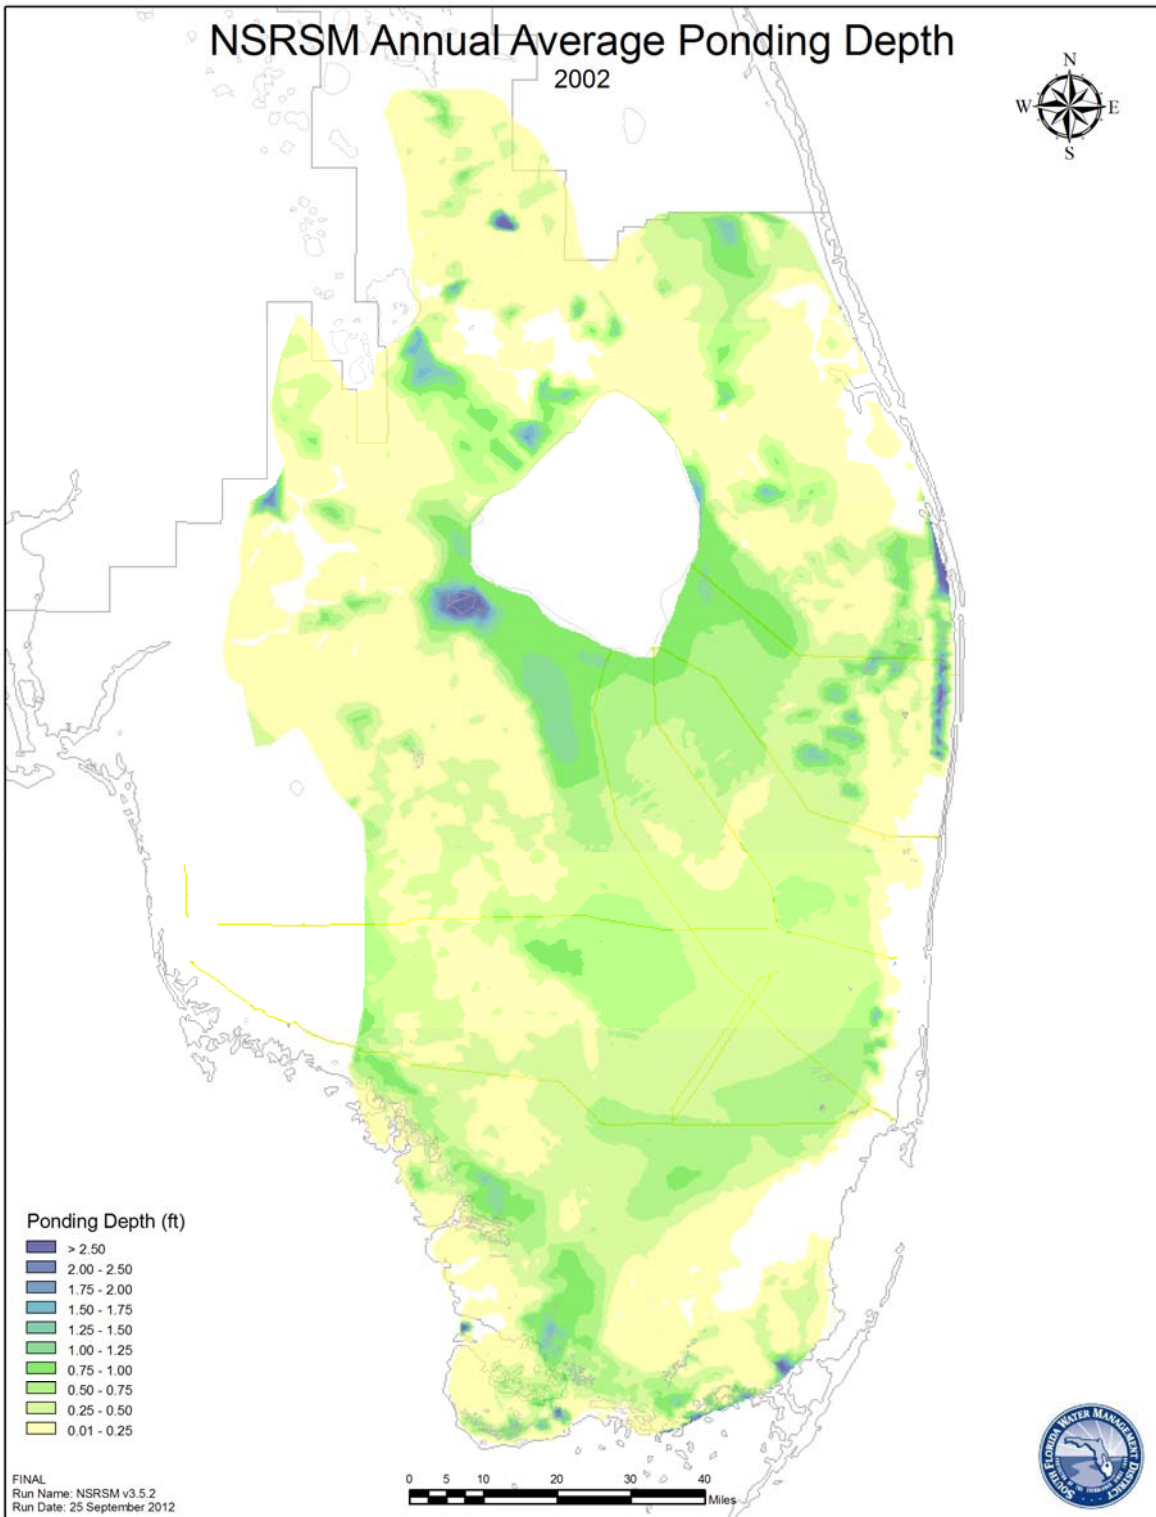 NSRSM Annual Average Ponding Depth
2002
N
W E
S
Ponding Depth (ft)
> 2.50
2.00 - 2.50
1.75 - 2.00
1.50 - 1.75
1.25 - 1.50
1.00 - 1.25
0.75 - 1.00
0.50 - 0.75
0.25 - 0.50
0.01 - 0.25
FINAL
Run Name: NSRSM v3.5.2
Run Date: 25 September 2012
0 5 10 20 30 40
Miles
SOUTH FLORIDA WATER MANAGEMENT DISTRICT